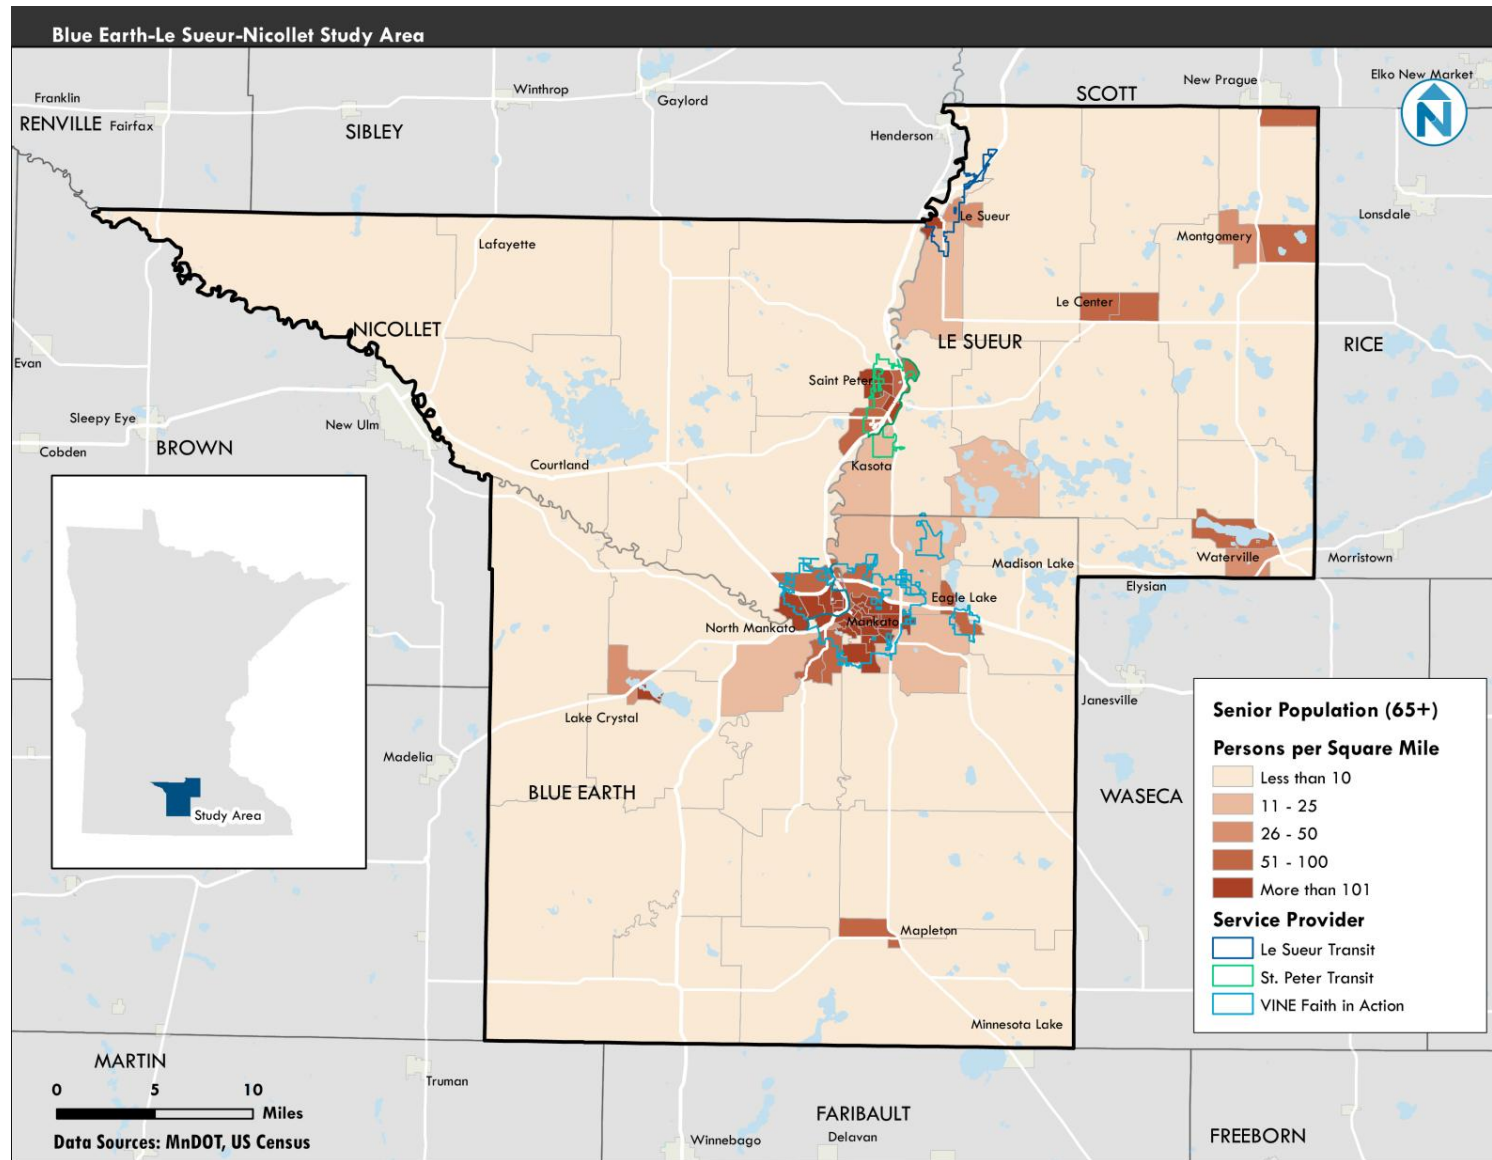 Blue Earth-Le Sueur-Nicollet Study Area
Elko New Market
New Prague
SCOTT
Winthrop
Franklin
Gaylord
N
RENVILLE
Fairfax
SIBLEY
Henderson
Lonsdale
Le Sueur
Montgomery
Lafayette
Le Center
NICOLLET
LE SUEUR
RICE
Evan
Saint Peter
Sleepy Eye
New Ulm
BROWN
Cobden
Courtland
Kasota
Waterville
Morristown
Madison Lake
Elysian
Eagle Lake
North Mankato
Mankato
Janesville
Lake Crystal
Madelia
BLUE EARTH
WASECA
Study Area
Mapleton
Minnesota Lake
Senior Population (65+)
Persons per Square Mile
Less than 10
11 - 25
26 - 50
51 - 100
More than 101
Service Provider
Le Sueur Transit
St. Peter Transit
VINE Faith in Action
MARTIN
Truman
0 5 10
Miles
FARIBAULT
Winnebago
Delavan
FREEBORN
Data Sources: MnDOT, US Census